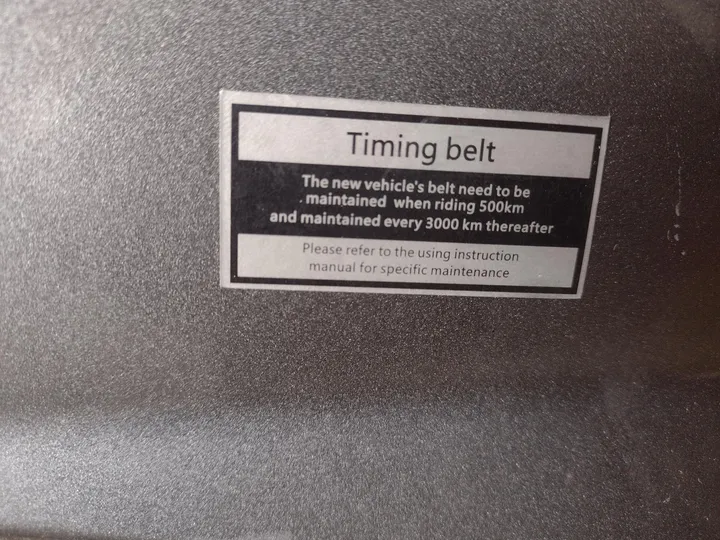 Timing belt
The new vehicle's belt need to be
maintained when riding 500km
and maintained every 3000 km thereafter
Please refer to the using instruction
manual for specific maintenance